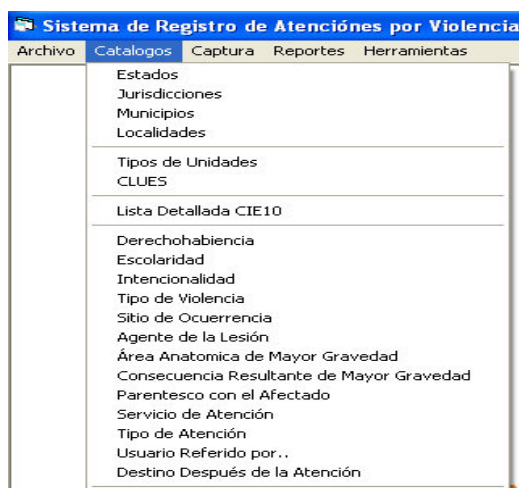 Sistema de Registro de Atenciónes por Violencia
Archivo Catalogos Captura Reportes Herramientas
Estados
Jurisdicciones
Municipios
Localidades
Tipos de Unidades
CLUES
Lista Detallada CIE10
Derechohabiencia
Escolaridad
Intencionalidad
Tipo de Violencia
Sitio de Ocuerrencia
Agente de la Lesión
Área Anatomica de Mayor Gravedad
Consecuencia Resultante de Mayor Gravedad
Parentesco con el Afectado
Servicio de Atención
Tipo de Atención
Usuario Referido por..
Destino Después de la Atención